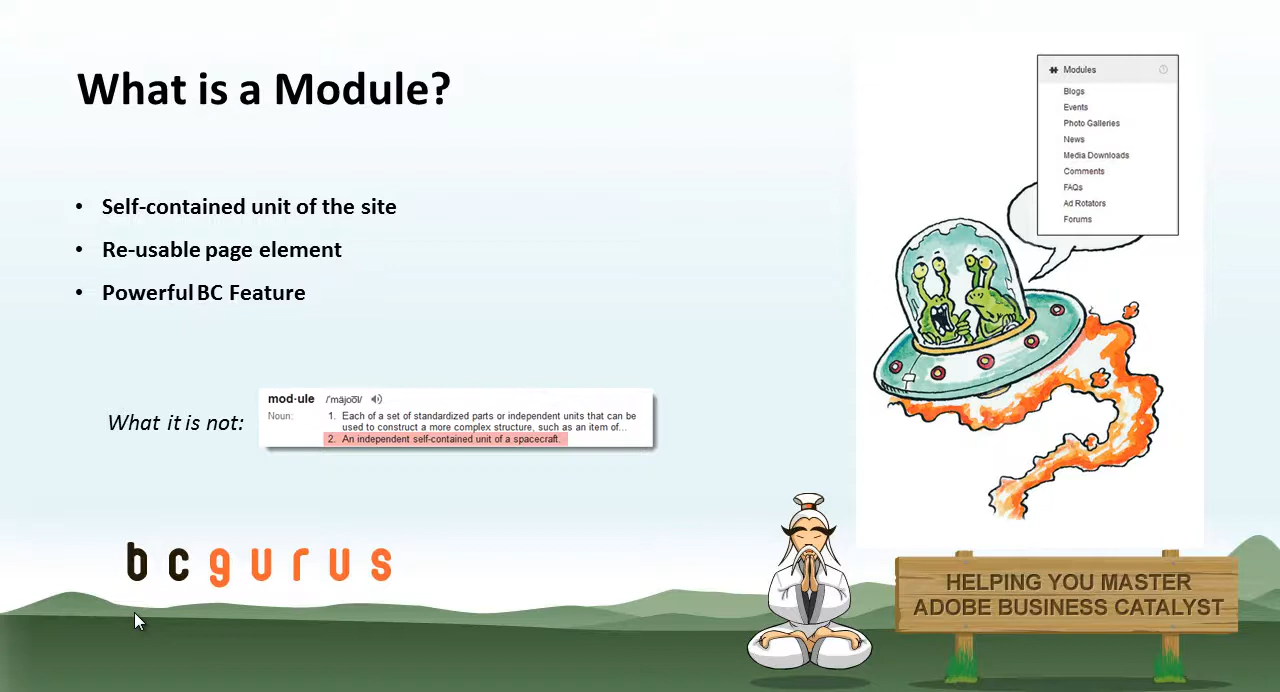 What is a Module?
• Self-contained unit of the site
• Re-usable page element
• Powerful BC Feature
What it is not:
mod·ule /ˈmäjo͞ol/
Noun: 1. Each of a set of standardized parts or independent units that can be
used to construct a more complex structure, such as an item of...
2. An independent self-contained unit of a spacecraft.
Modules
Blogs
Events
Photo Galleries
News
Media Downloads
Comments
FAQs
Ad Rotators
Forums
bcgurus
HELPING YOU MASTER
ADOBE BUSINESS CATALYST